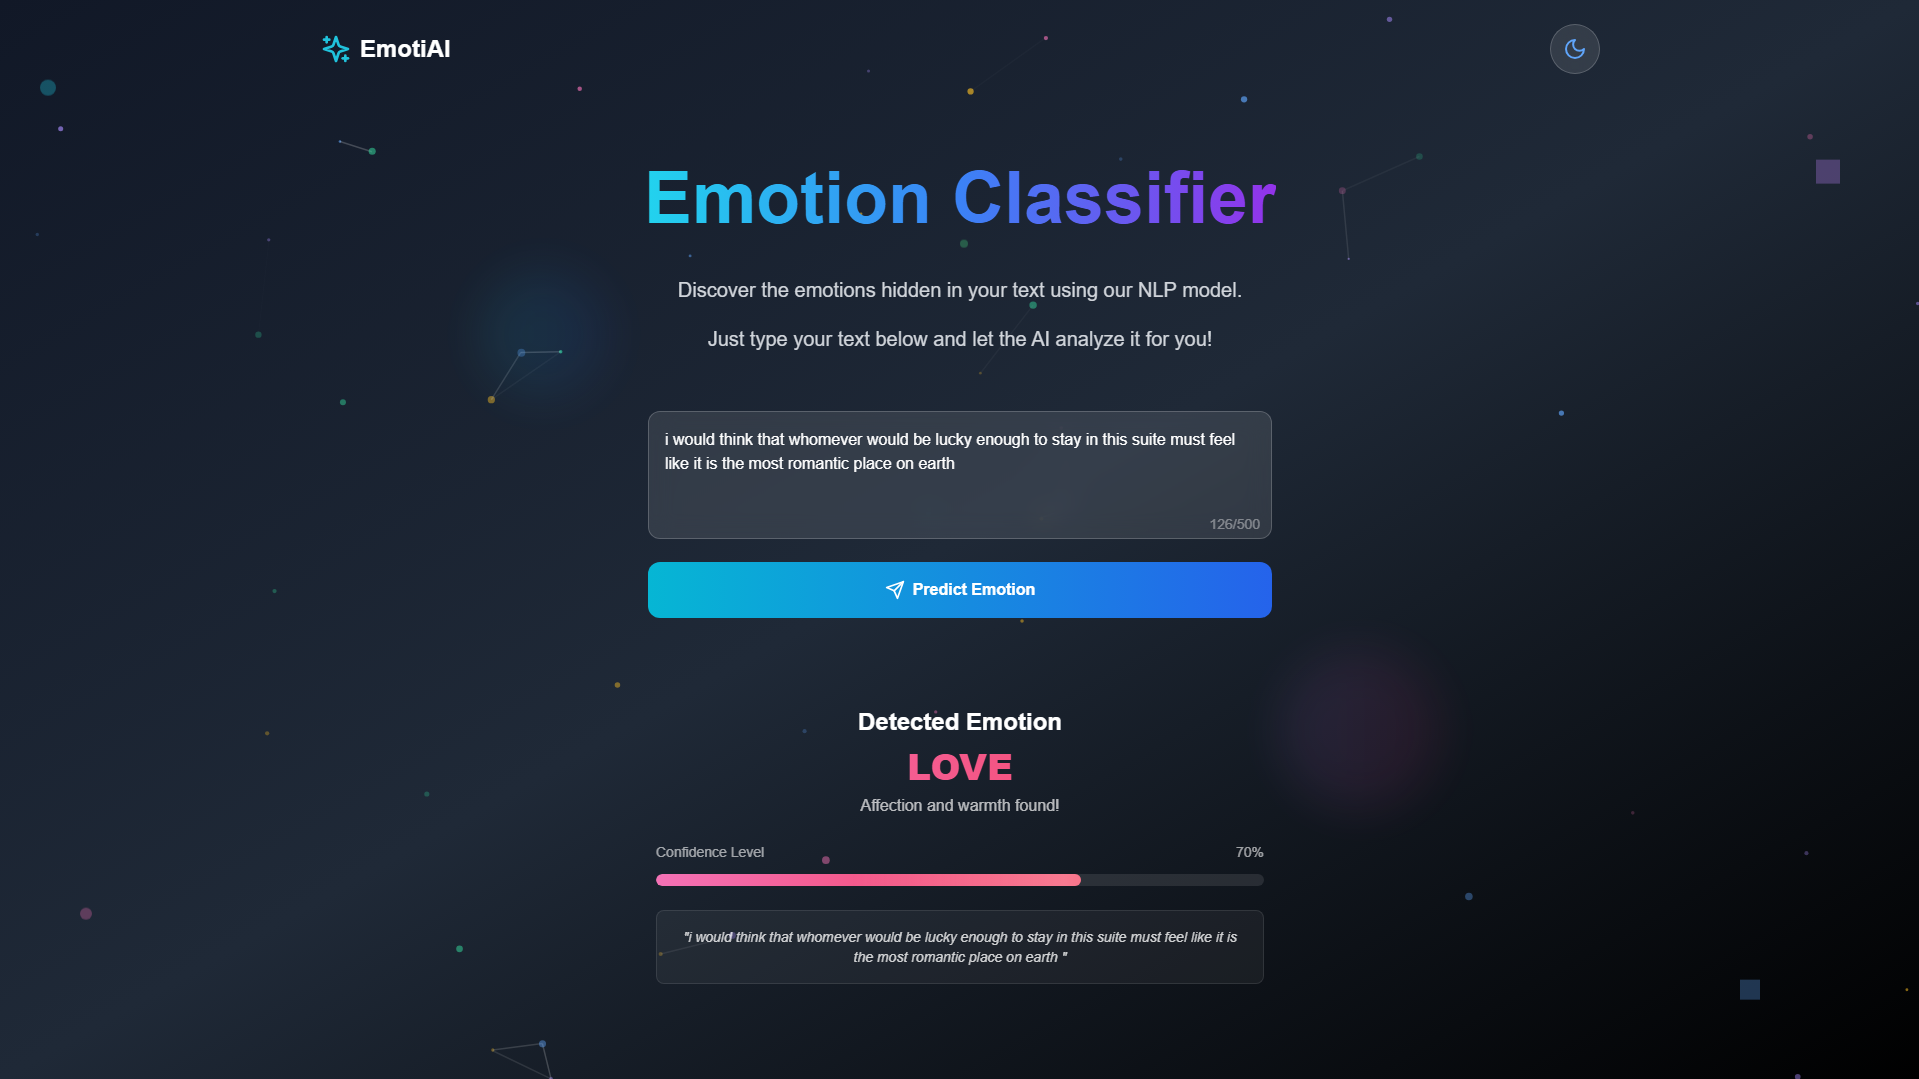 EmotiAI
Emotion Classifier
Discover the emotions hidden in your text using our NLP model.
Just type your text below and let the AI analyze it for you!
i would think that whomever would be lucky enough to stay in this suite must feel
like it is the most romantic place on earth
126/500
Predict Emotion
Detected Emotion
LOVE
Affection and warmth found!
Confidence Level 70%
"i would think that whomever would be lucky enough to stay in this suite must feel like it is
the most romantic place on earth "